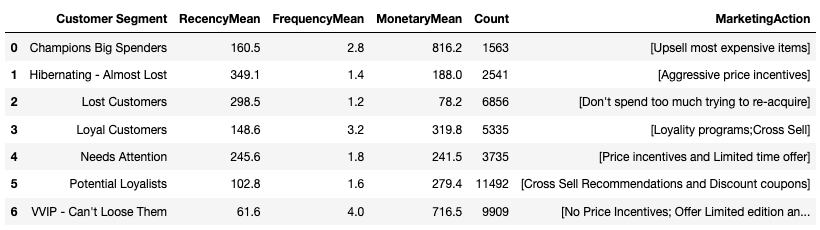 Customer Segment RecencyMean FrequencyMean MonetaryMean Count MarketingAction
0 Champions Big Spenders 160.5 2.8 816.2 1563 [Upsell most expensive items]
1 Hibernating - Almost Lost 349.1 1.4 188.0 2541 [Aggressive price incentives]
2 Lost Customers 298.5 1.2 78.2 6856 [Don't spend too much trying to re-acquire]
3 Loyal Customers 148.6 3.2 319.8 5335 [Loyality programs;Cross Sell]
4 Needs Attention 245.6 1.8 241.5 3735 [Price incentives and Limited time offer]
5 Potential Loyalists 102.8 1.6 279.4 11492 [Cross Sell Recommendations and Discount coupons]
6 VVIP - Can't Loose Them 61.6 4.0 716.5 9909 [No Price Incentives; Offer Limited edition an...